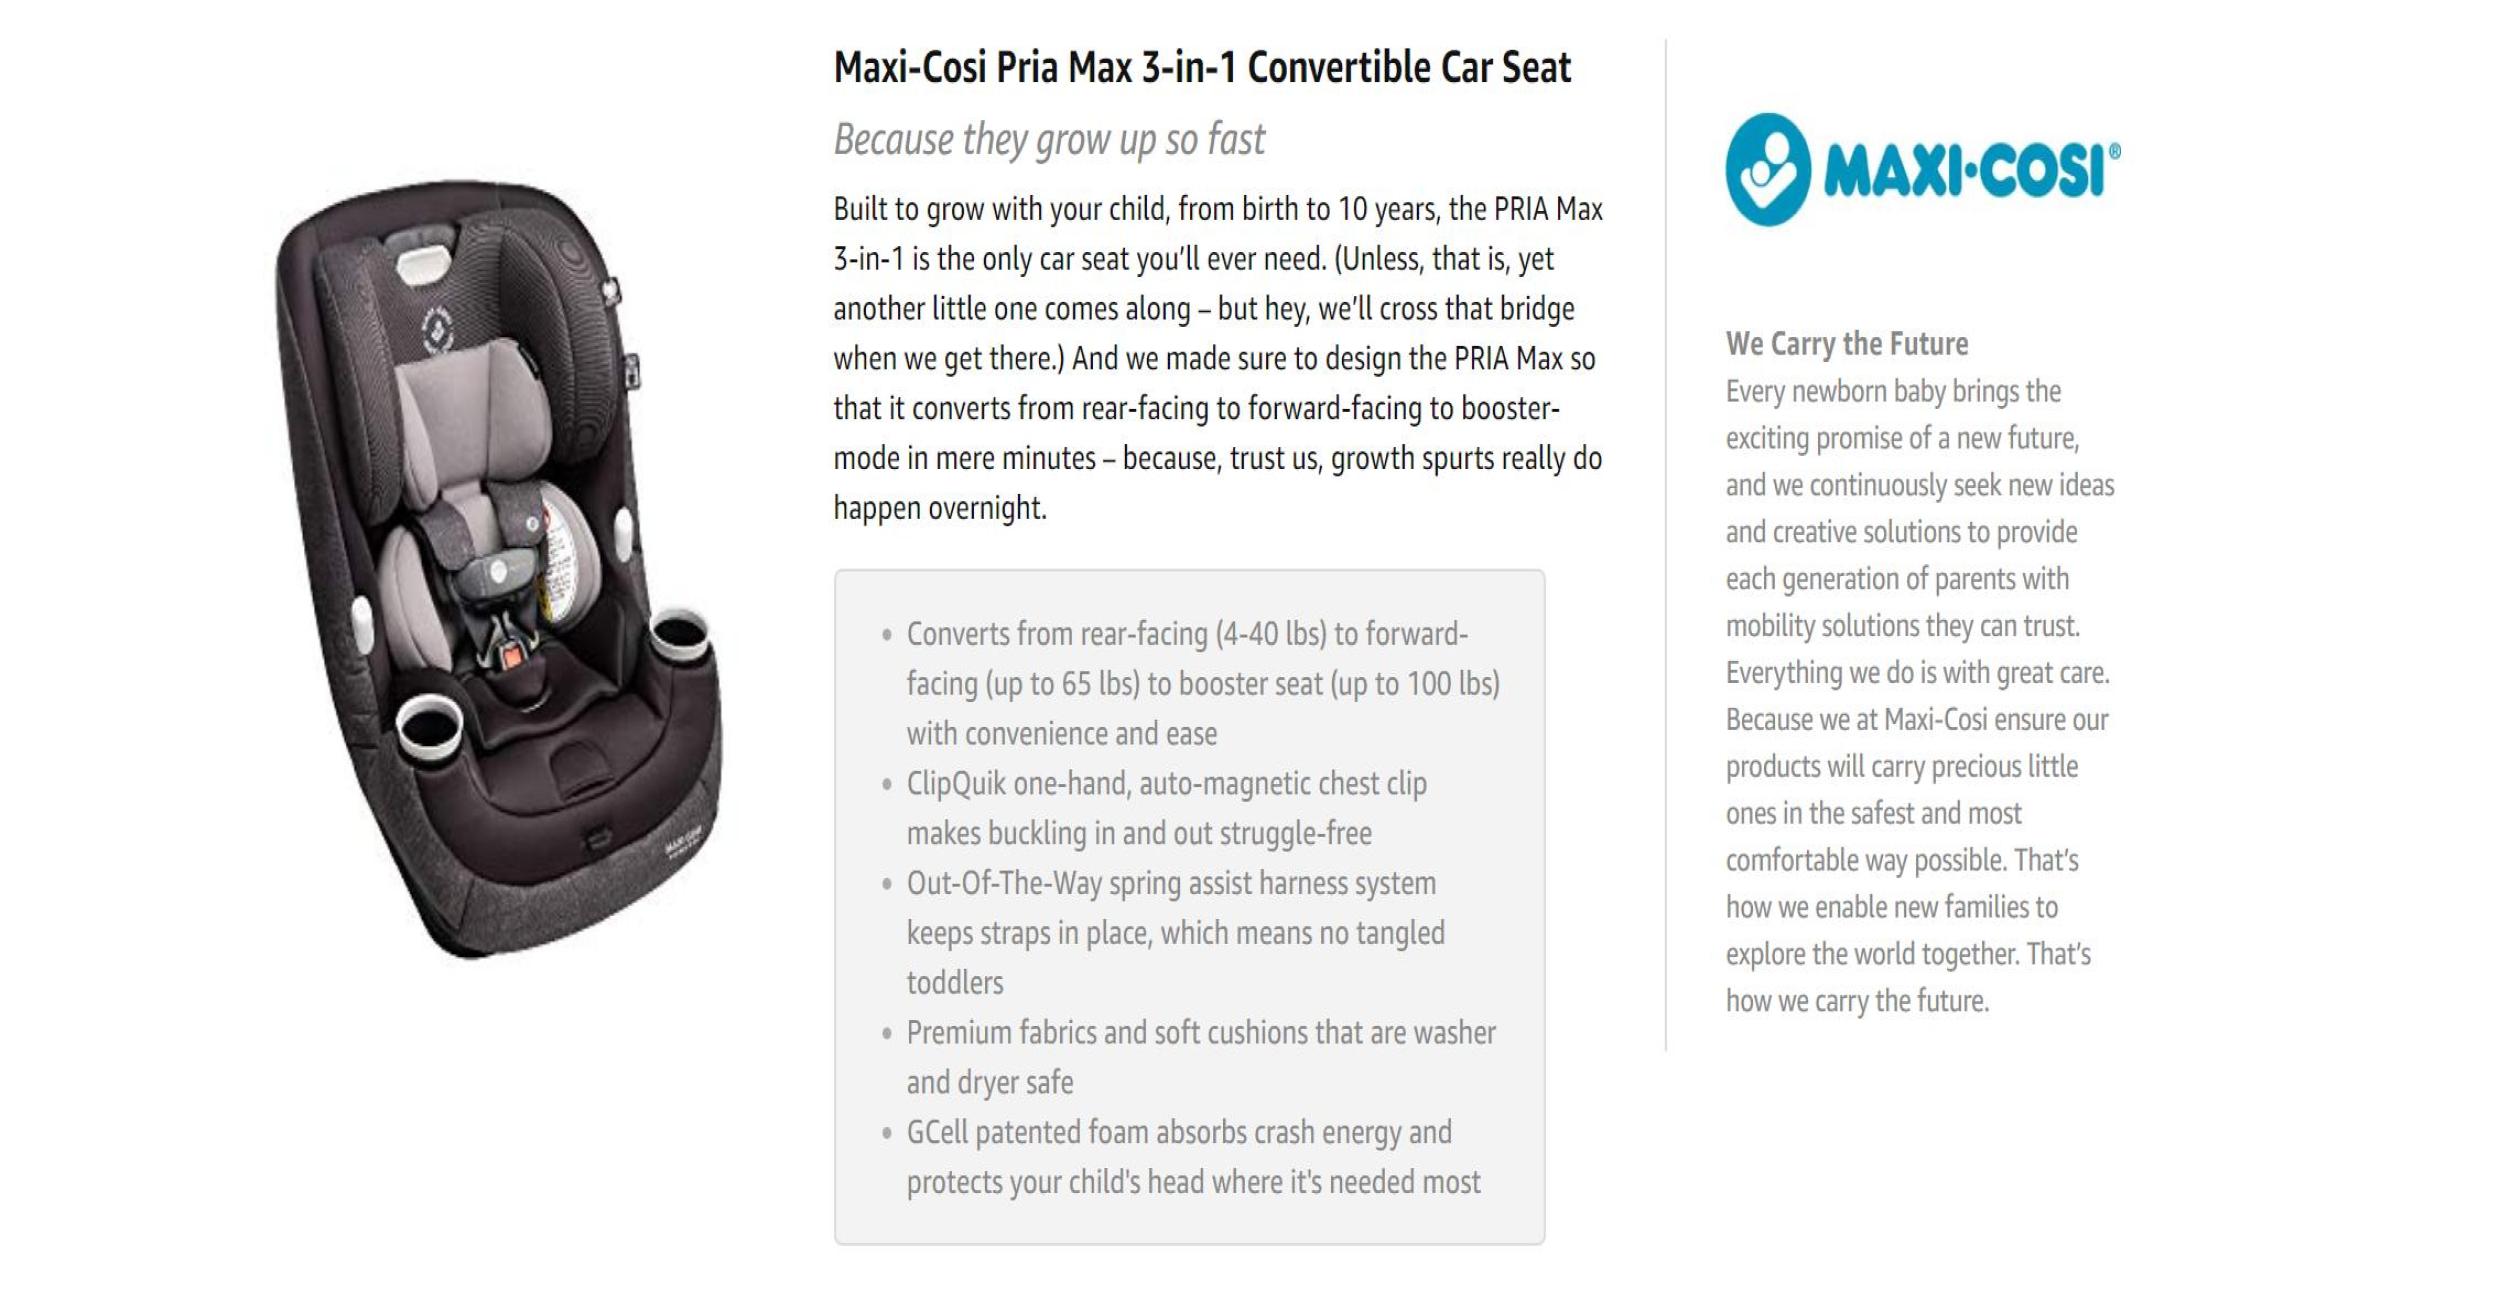 Maxi-Cosi Pria Max 3-in-1 Convertible Car Seat
Because they grow up so fast
Built to grow with your child, from birth to 10 years, the PRIA Max
3-in-1 is the only car seat you'll ever need. (Unless, that is, yet
another little one comes along – but hey, we'll cross that bridge
when we get there.) And we made sure to design the PRIA Max so
that it converts from rear-facing to forward-facing to booster-
mode in mere minutes – because, trust us, growth spurts really do
happen overnight.
• Converts from rear-facing (4-40 lbs) to forward-
facing (up to 65 lbs) to booster seat (up to 100 lbs)
with convenience and ease
• ClipQuik one-hand, auto-magnetic chest clip
makes buckling in and out struggle-free
• Out-Of-The-Way spring assist harness system
keeps straps in place, which means no tangled
toddlers
• Premium fabrics and soft cushions that are washer
and dryer safe
• GCell patented foam absorbs crash energy and
protects your child's head where it's needed most
MAXI·COSI®
We Carry the Future
Every newborn baby brings the
exciting promise of a new future,
and we continuously seek new ideas
and creative solutions to provide
each generation of parents with
mobility solutions they can trust.
Everything we do is with great care.
Because we at Maxi-Cosi ensure our
products will carry precious little
ones in the safest and most
comfortable way possible. That's
how we enable new families to
explore the world together. That's
how we carry the future.